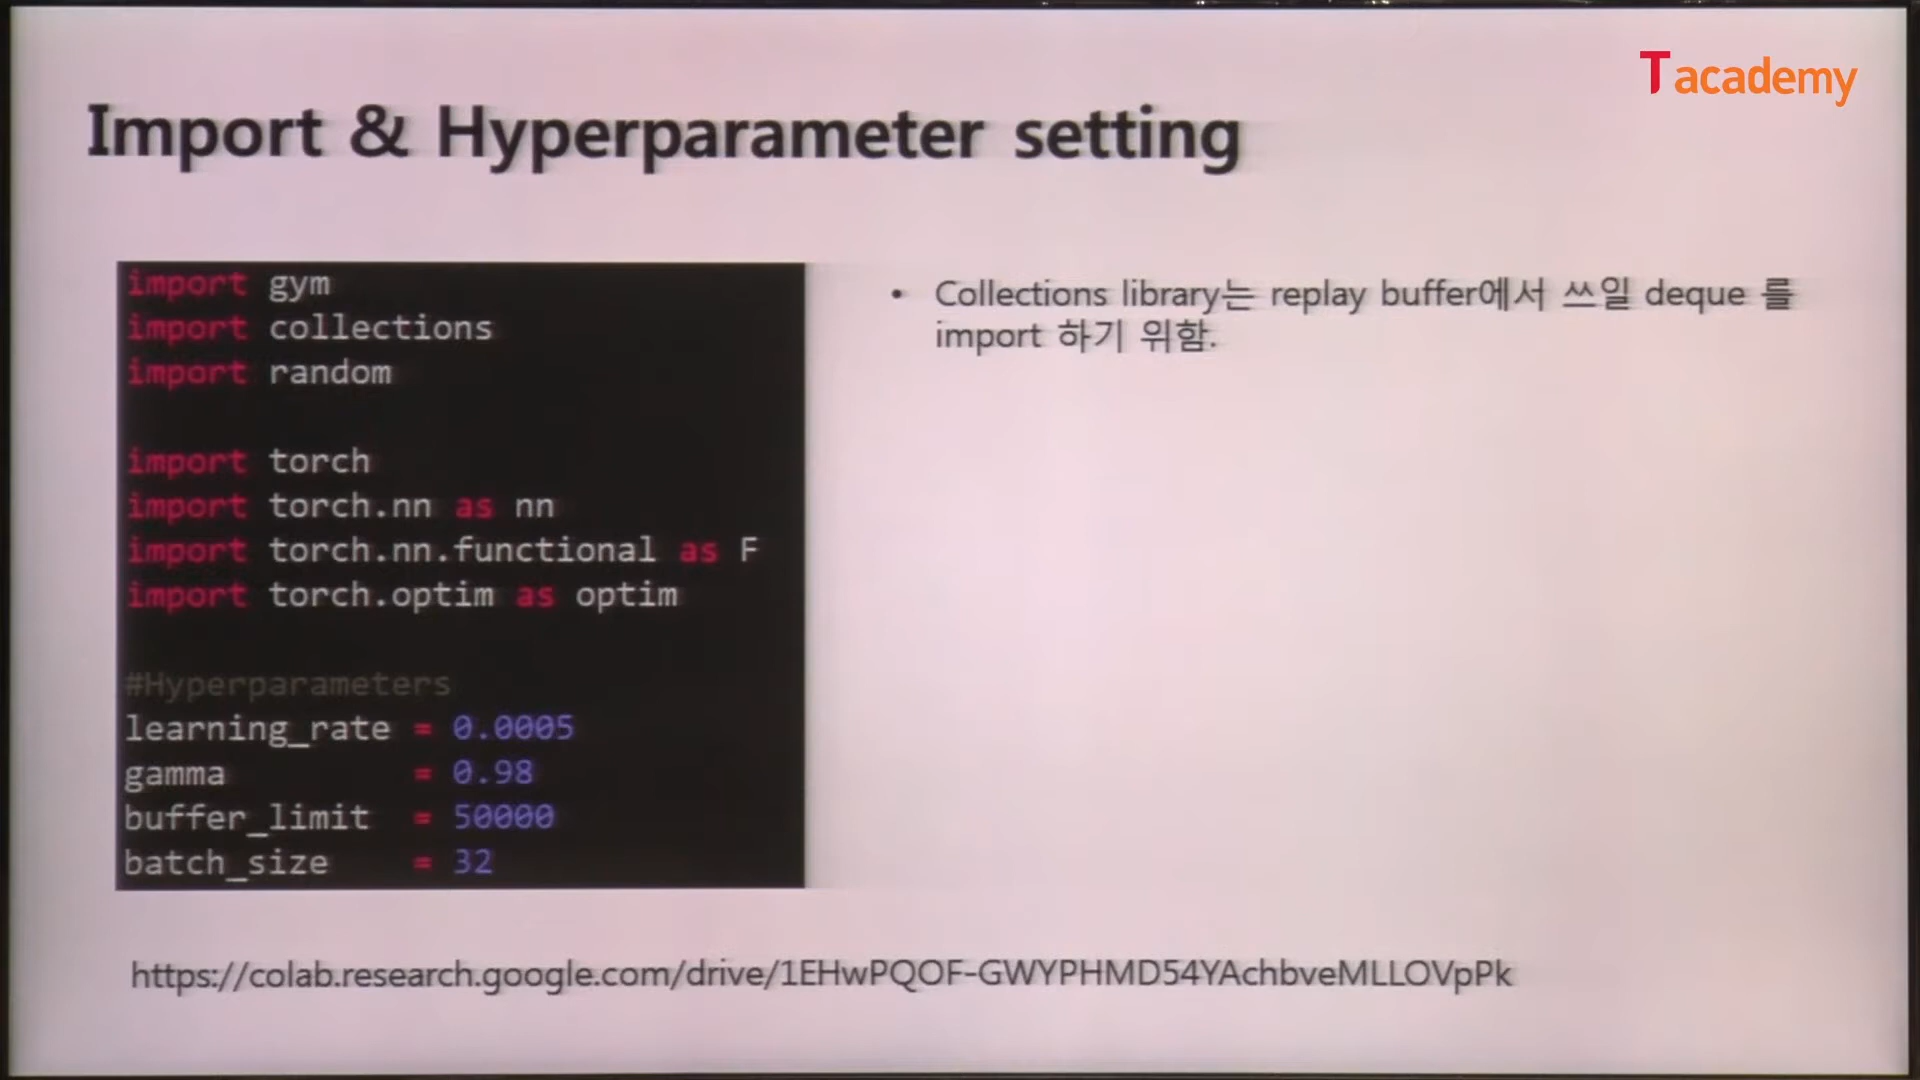 T academy
Import & Hyperparameter setting
import gym
import collections
import random
import torch
import torch.nn as nn
import torch.nn.functional as F
import torch.optim as optim
#Hyperparameters
learning_rate = 0.0005
gamma = 0.98
buffer_limit = 50000
batch_size = 32
• Collections library는 replay buffer에서 쓰일 deque 를
import 하기 위함.
https://colab.research.google.com/drive/1EHwPQOF-GWYPHMD54YAchbveMLLOVpPk